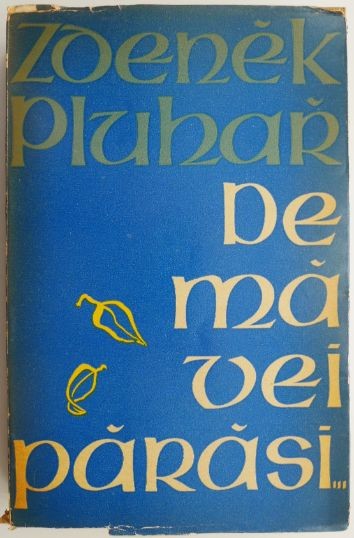 Zdeněk
Pluhař
De
mă
vei
părăsi...